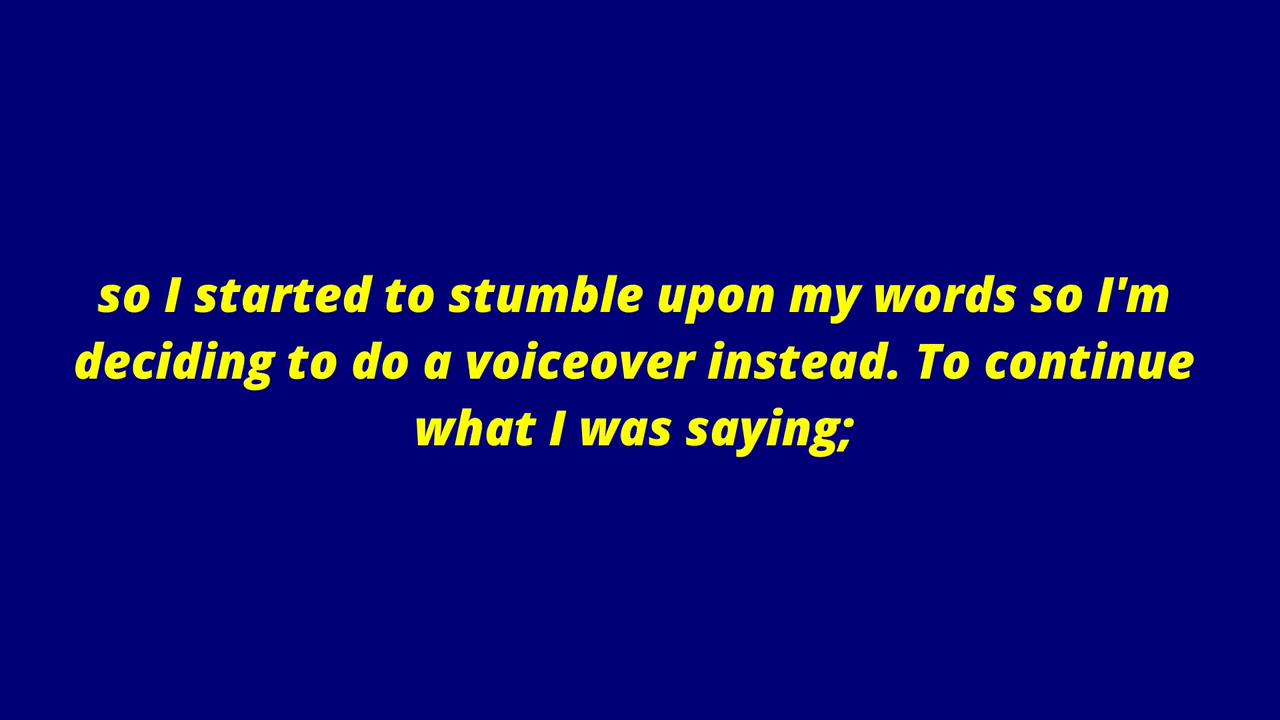 so I started to stumble upon my words so I'm
deciding to do a voiceover instead. To continue
what I was saying;